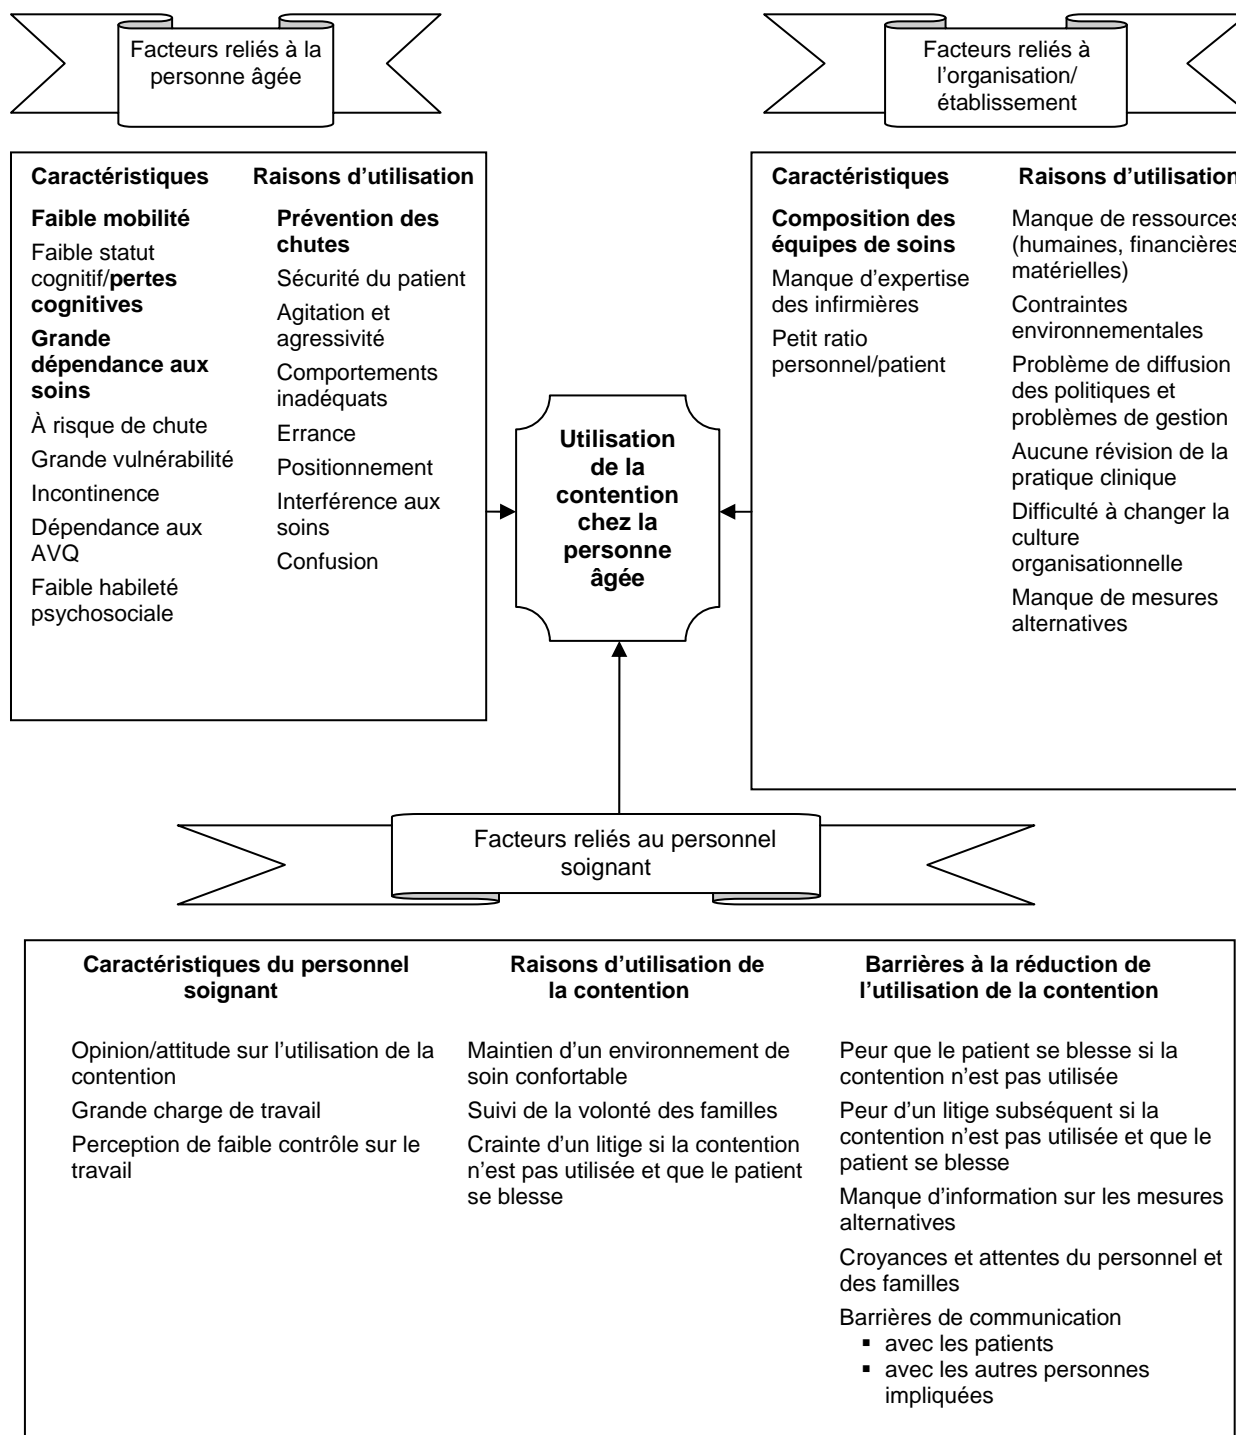 Facteurs reliés à la
personne âgée
Facteurs reliés à
l'organisation/
établissement
Caractéristiques
Faible mobilité
Faible statut
cognitif/pertes
cognitives
Grande
dépendance aux
soins
À risque de chute
Grande vulnérabilité
Incontinence
Dépendance aux
AVQ
Faible habileté
psychosociale
Raisons d'utilisation
Prévention des
chutes
Sécurité du patient
Agitation et
agressivité
Comportements
inadéquats
Errance
Positionnement
Interférence aux
soins
Confusion
Utilisation
de la
contention
chez la
personne
âgée
Caractéristiques
Composition des
équipes de soins
Manque d'expertise
des infirmières
Petit ratio
personnel/patient
Raisons d'utilisation
Manque de ressources
(humaines, financières
matérielles)
Contraintes
environnementales
Problème de diffusion
des politiques et
problèmes de gestion
Aucune révision de la
pratique clinique
Difficulté à changer la
culture
organisationnelle
Manque de mesures
alternatives
Facteurs reliés au personnel
soignant
Caractéristiques du personnel
soignant
Opinion/attitude sur l'utilisation de la
contention
Grande charge de travail
Perception de faible contrôle sur le
travail
Raisons d'utilisation de
la contention
Maintien d'un environnement de
soin confortable
Suivi de la volonté des familles
Crainte d'un litige si la contention
n'est pas utilisée et que le patient
se blesse
Barrières à la réduction de
l'utilisation de la contention
Peur que le patient se blesse si la
contention n'est pas utilisée
Peur d'un litige subséquent si la
contention n'est pas utilisée et que le
patient se blesse
Manque d'information sur les mesures
alternatives
Croyances et attentes du personnel et
des familles
Barrières de communication
▪ avec les patients
▪ avec les autres personnes
impliquées